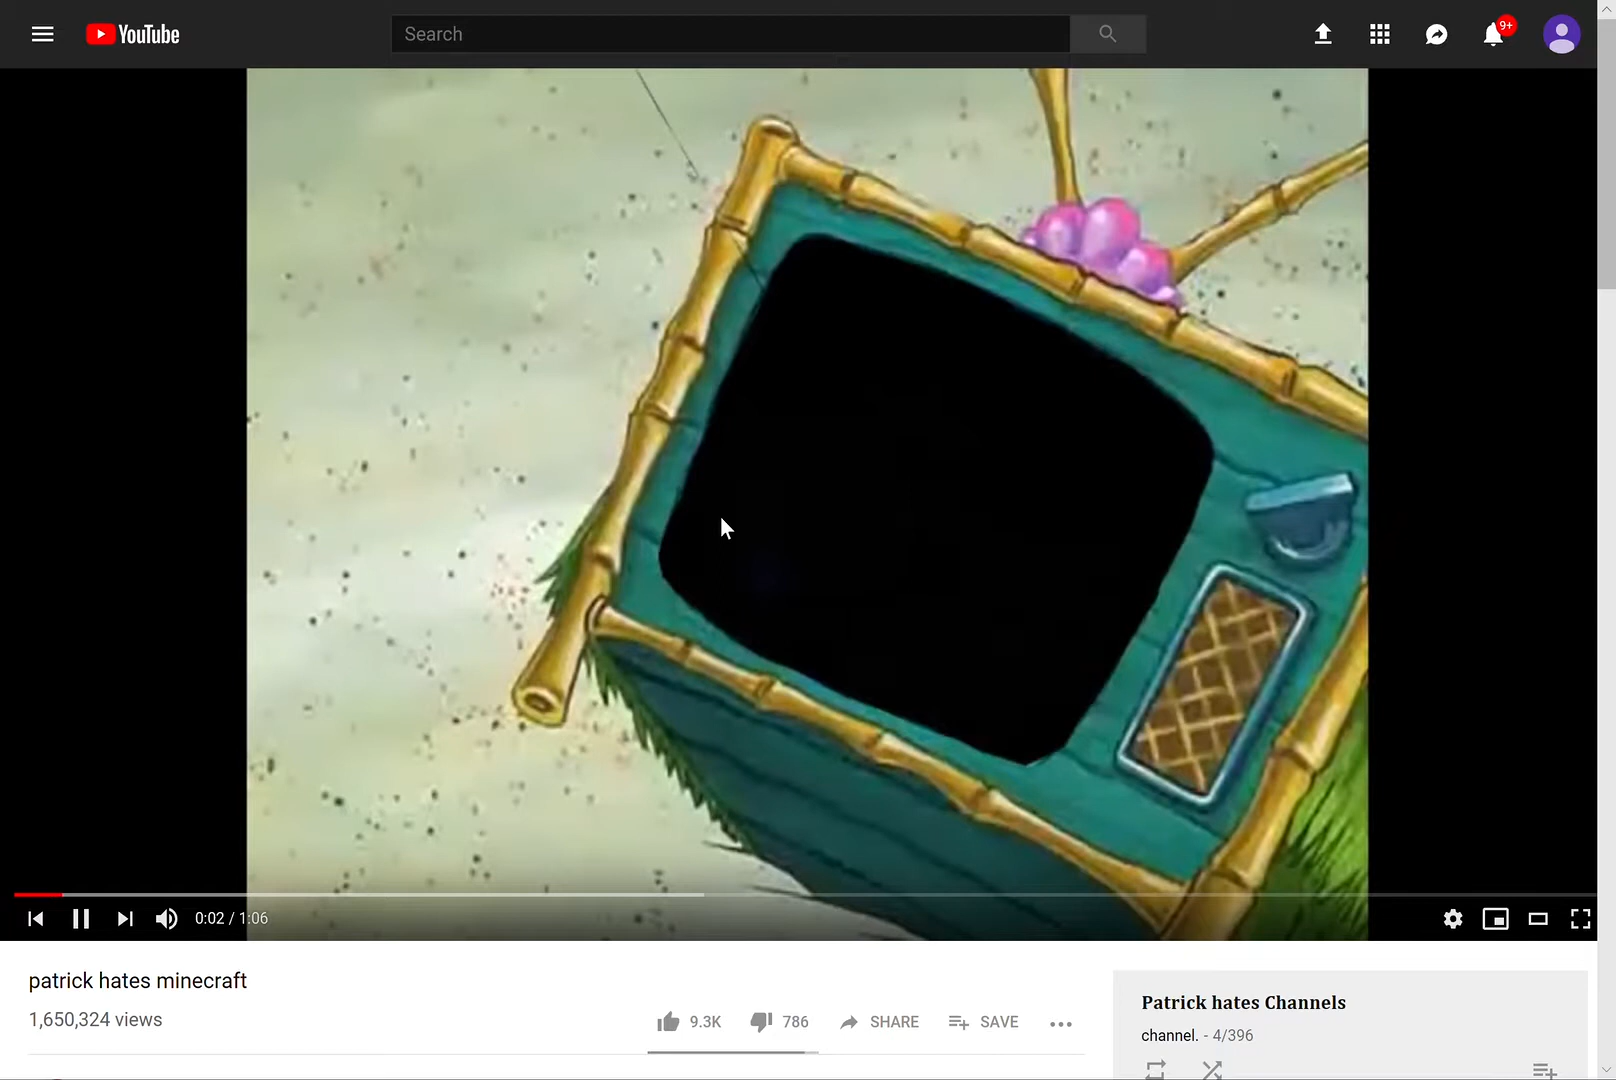 YouTube
Search
9+
0:02 / 1:06
patrick hates minecraft
1,650,324 views
9.3K
786
SHARE
SAVE
Patrick hates Channels
channel. - 4/396